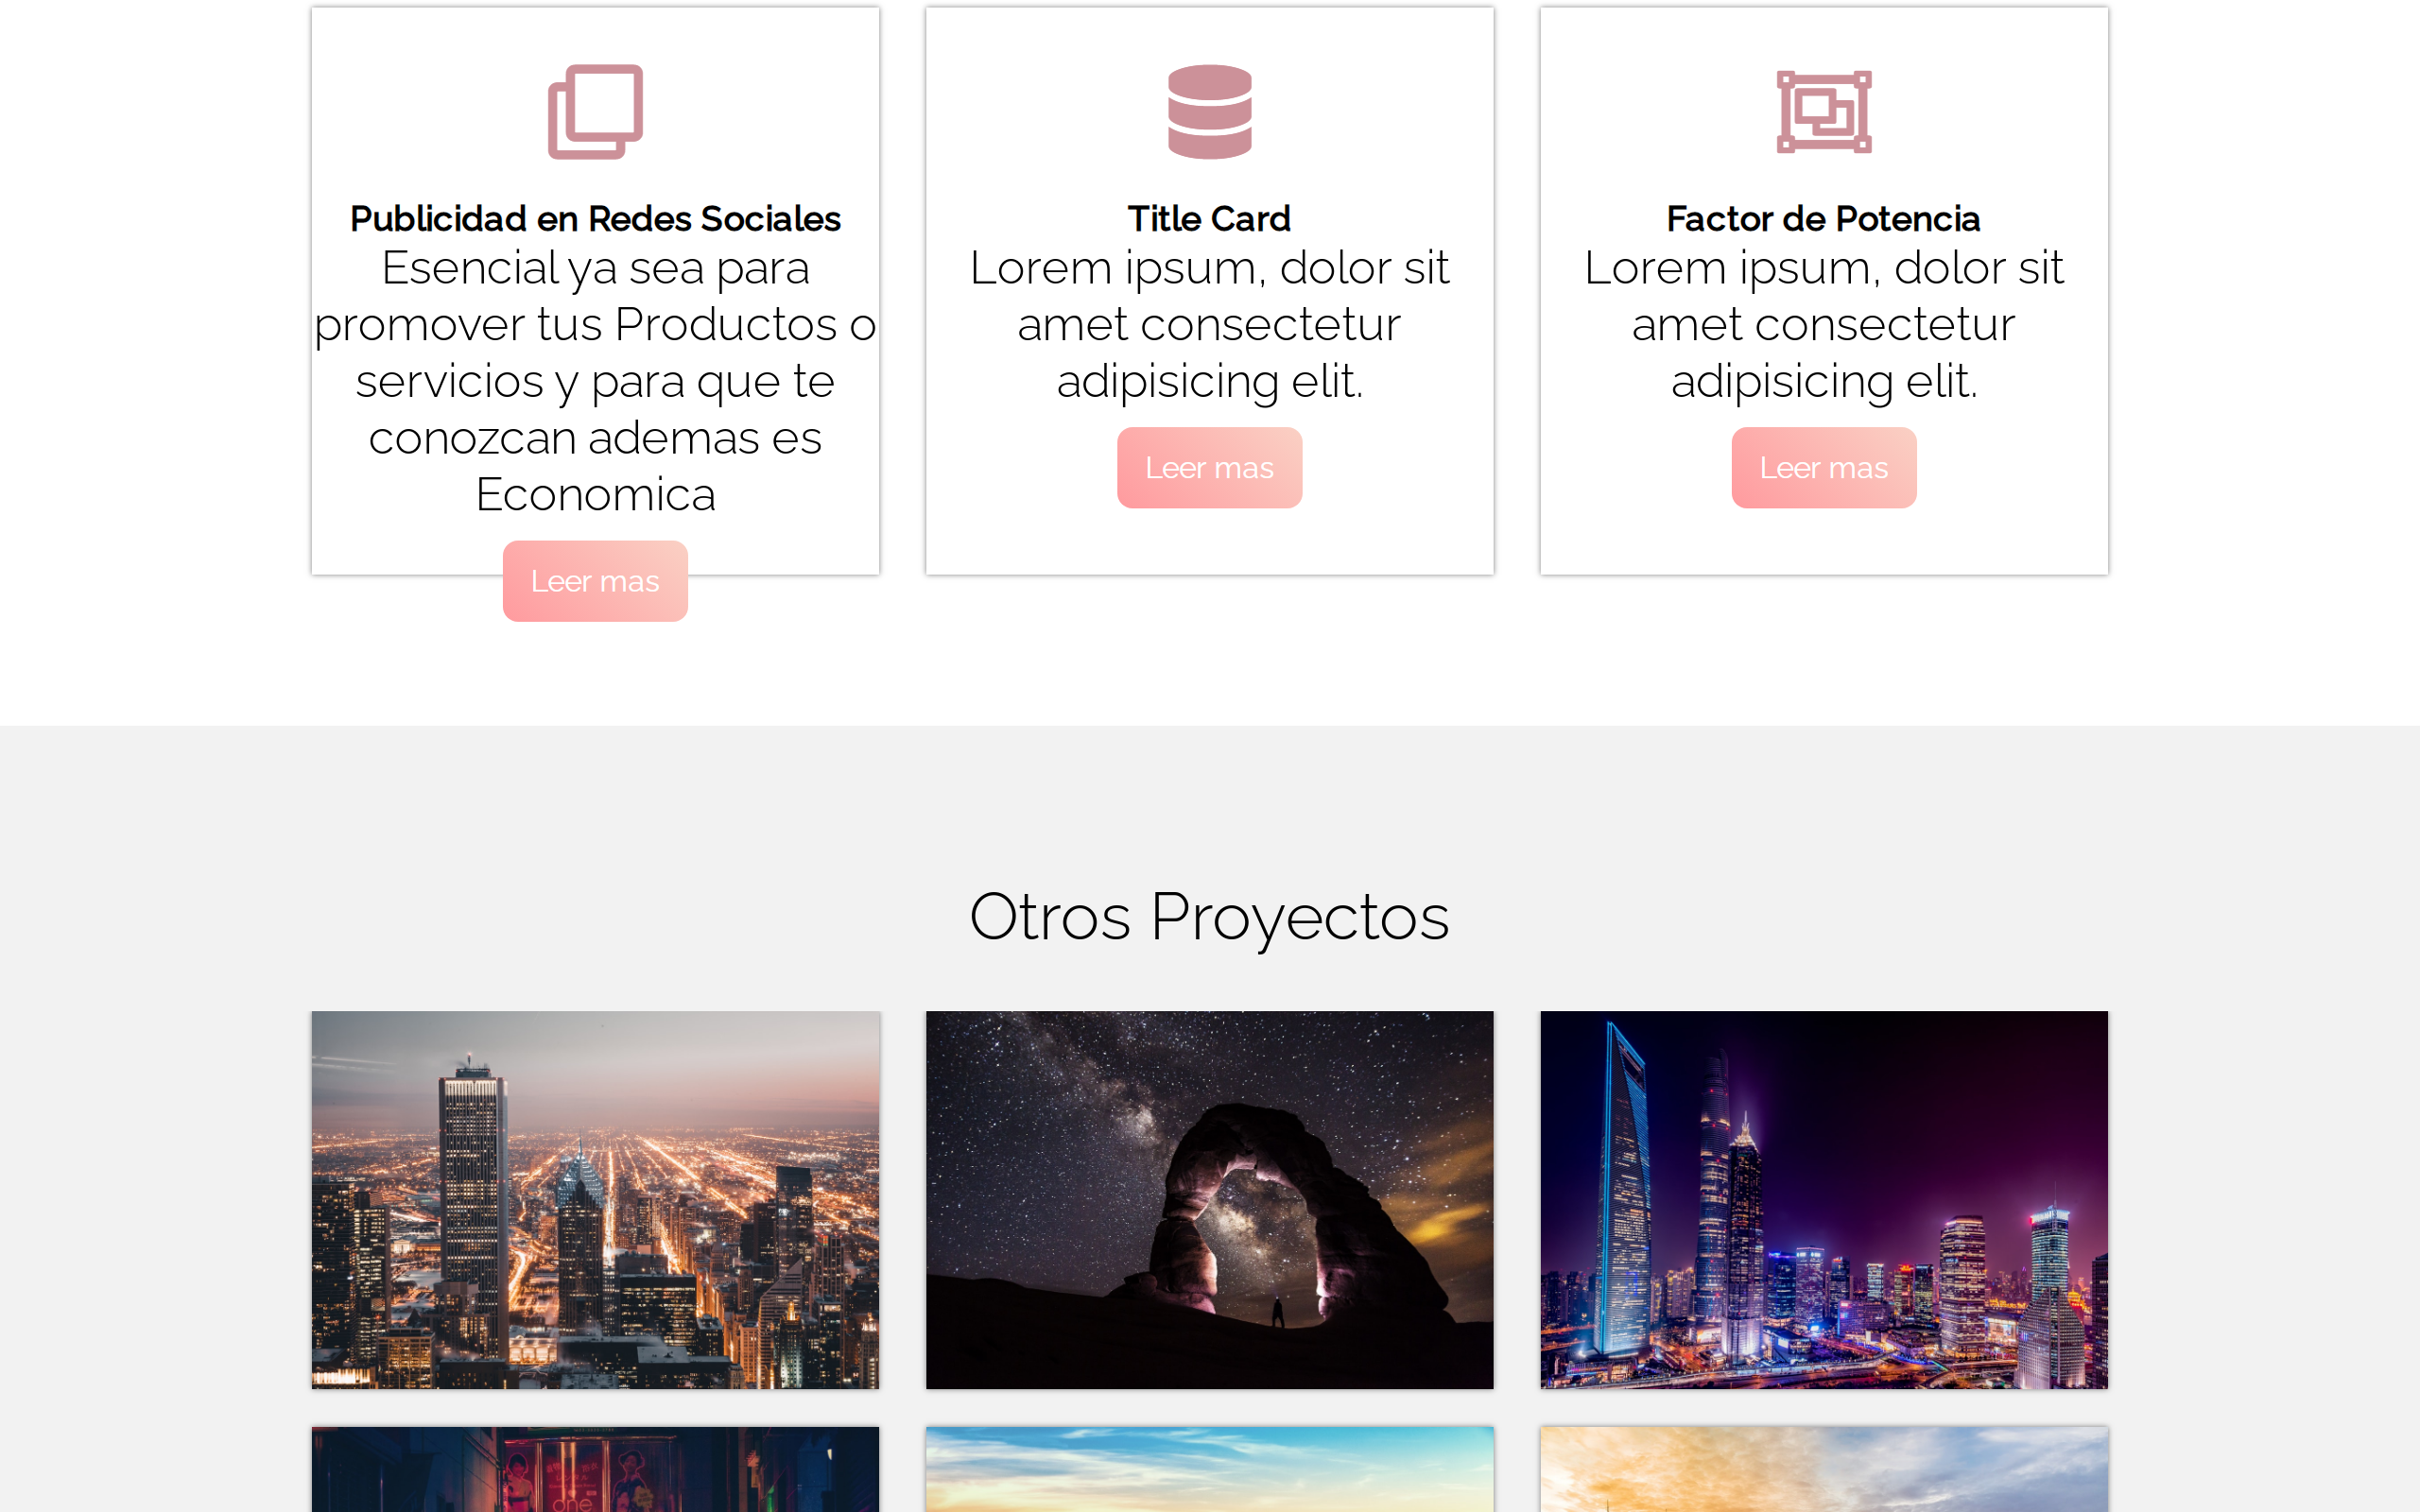 Publicidad en Redes Sociales
Esencial ya sea para
promover tus Productos o
servicios y para que te
conozcan ademas es
Economica
Leer mas
Title Card
Lorem ipsum, dolor sit
amet consectetur
adipisicing elit.
Leer mas
Factor de Potencia
Lorem ipsum, dolor sit
amet consectetur
adipisicing elit.
Leer mas
Otros Proyectos
one